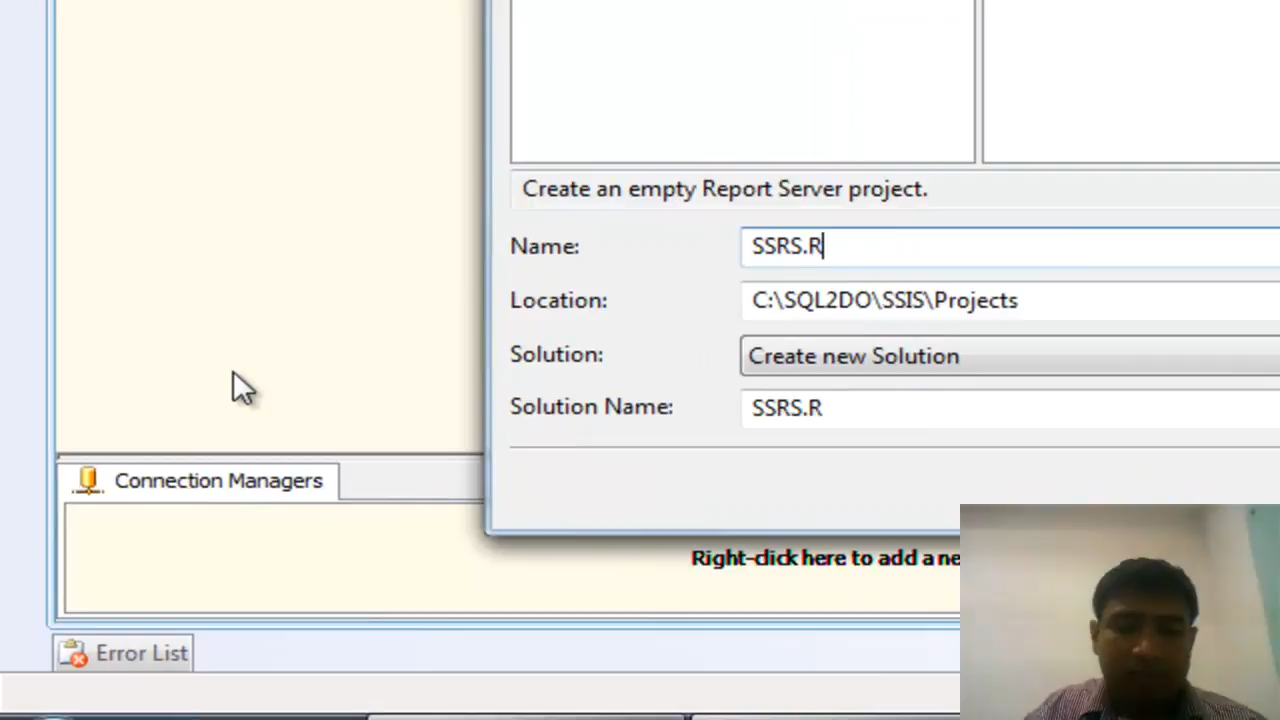 Create an empty Report Server project.
Name: SSRS.R
Location: C:\SQL2DO\SSIS\Projects
Solution: Create new Solution
Solution Name: SSRS.R
Connection Managers
Right-click here to add a ne
Error List